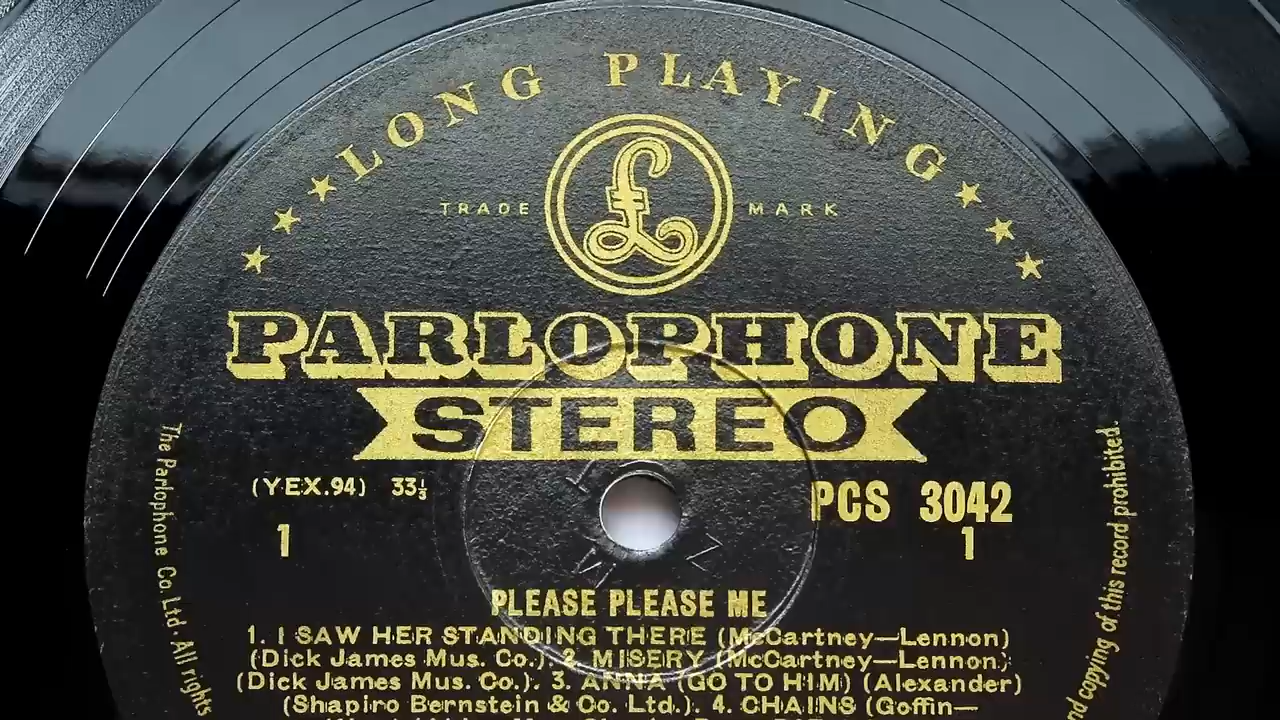 LONG PLAYING
TRADE £ MARK
PARLOPHONE
STEREO
(YEX.94) 33⅓
PCS 3042
1
1
PLEASE PLEASE ME
1. I SAW HER STANDING THERE (McCartney—Lennon)
(Dick James Mus. Co.). 2. MISERY (McCartney—Lennon)
(Dick James Mus. Co.). 3. ANNA (GO TO HIM) (Alexander)
(Shapiro Bernstein & Co. Ltd.). 4. CHAINS (Goffin—
The Parlophone Co. Ltd. All rights
copying of this record prohibited.